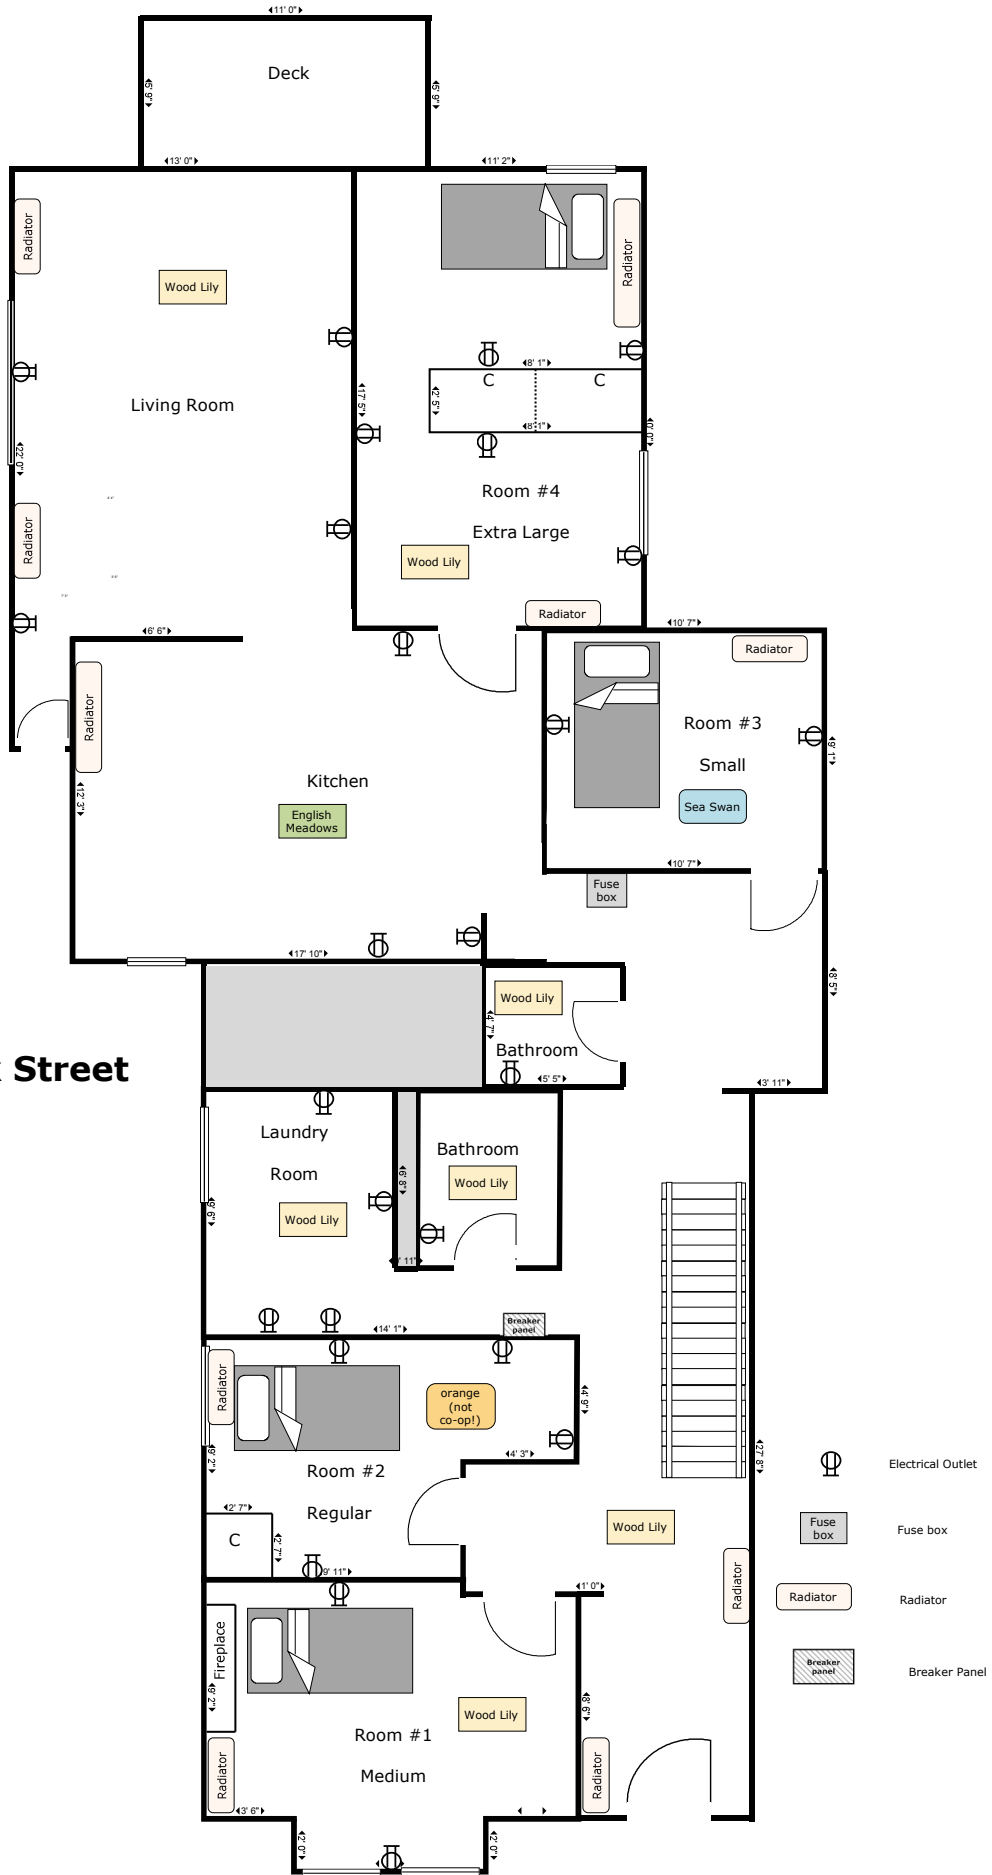 11' 0"
Deck
5' 9"
5' 9"
13' 0"
11' 2"
Radiator
Radiator
Wood Lily
8' 1"
C
C
2' 5"
17' 5"
Living Room
8' 1"
22' 0"
Room #4
Extra Large
Radiator
Wood Lily
Radiator
6' 6"
10' 7"
Radiator
Radiator
Room #3
9' 1"
Small
Kitchen
12' 3"
Sea Swan
English
Meadows
10' 7"
Fuse
box
17' 10"
8' 5"
Wood Lily
4' 7"
Bathroom
Street
5' 5"
3' 11"
Laundry
Room
Bathroom
6' 8"
Wood Lily
9' 6"
Wood Lily
14' 1"
Breaker
panel
Radiator
orange
(not
co-op!)
4' 9"
9' 2"
4' 3"
27' 8"
Electrical Outlet
Room #2
Regular
2' 7"
2' 7"
C
Wood Lily
Fuse
box
Fuse box
9' 11"
1' 0"
Radiator
Radiator
Radiator
Fireplace
9' 2"
Breaker
panel
Breaker Panel
8' 6"
Wood Lily
Room #1
Medium
Radiator
Radiator
3' 6"
2' 0"
2' 0"